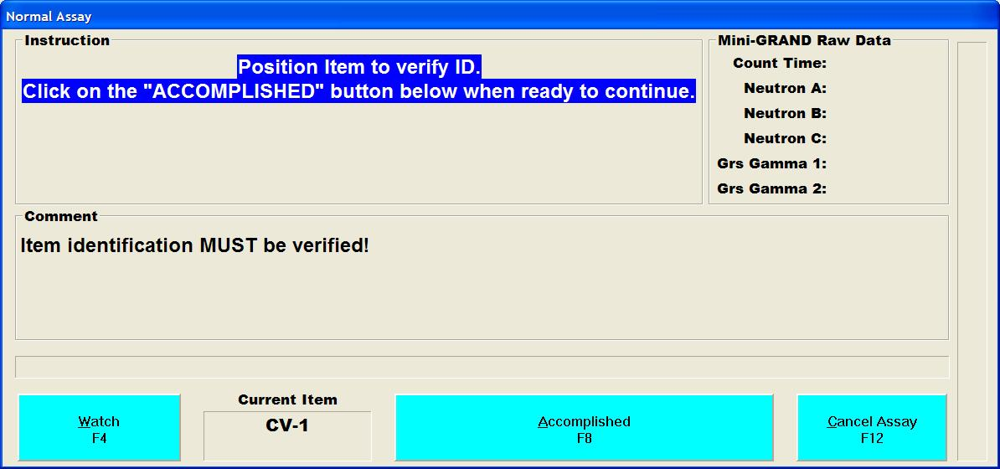 Normal Assay
Instruction
Position Item to verify ID.
Click on the "ACCOMPLISHED" button below when ready to continue.
Mini-GRAND Raw Data
Count Time:
Neutron A:
Neutron B:
Neutron C:
Grs Gamma 1:
Grs Gamma 2:
Comment
Item identification MUST be verified!
Watch
F4
Current Item
CV-1
Accomplished
F8
Cancel Assay
F12